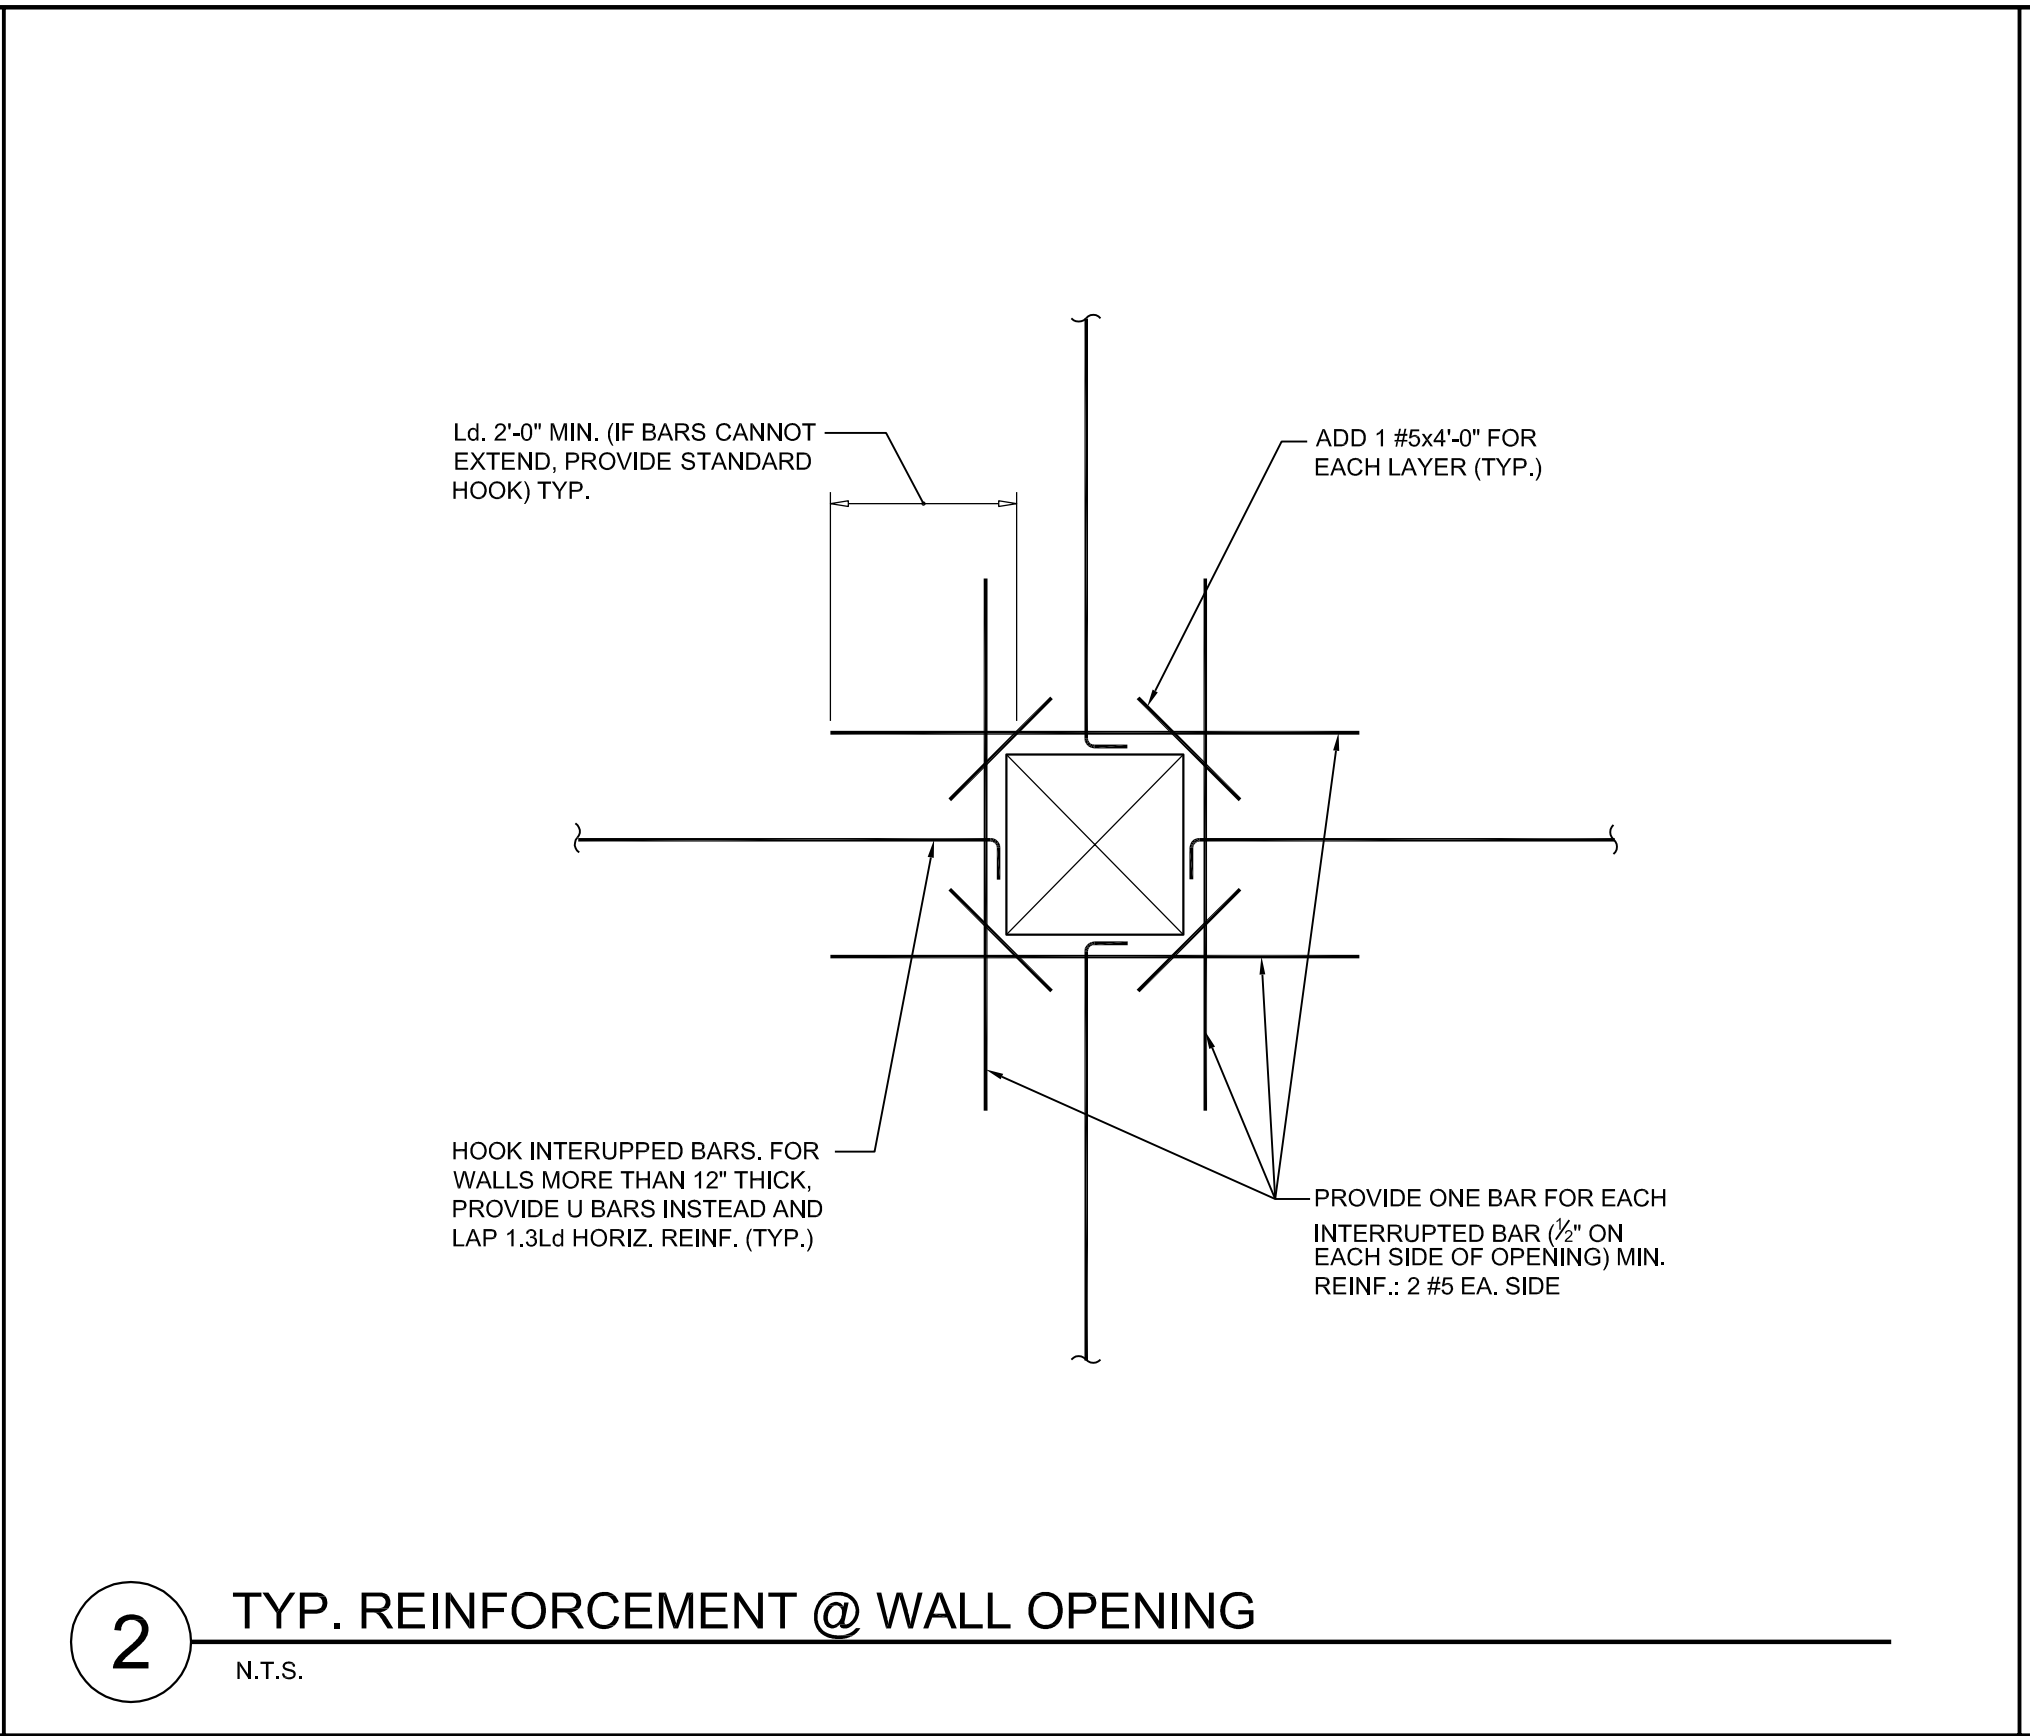 Ld. 2'-0" MIN. (IF BARS CANNOT
EXTEND, PROVIDE STANDARD
HOOK) TYP.
ADD 1 #5x4'-0" FOR
EACH LAYER (TYP.)
HOOK INTERUPPED BARS. FOR
WALLS MORE THAN 12" THICK,
PROVIDE U BARS INSTEAD AND
LAP 1.3Ld HORIZ. REINF. (TYP.)
PROVIDE ONE BAR FOR EACH
INTERRUPTED BAR (½" ON
EACH SIDE OF OPENING) MIN.
REINF.: 2 #5 EA. SIDE
2
TYP. REINFORCEMENT @ WALL OPENING
N.T.S.